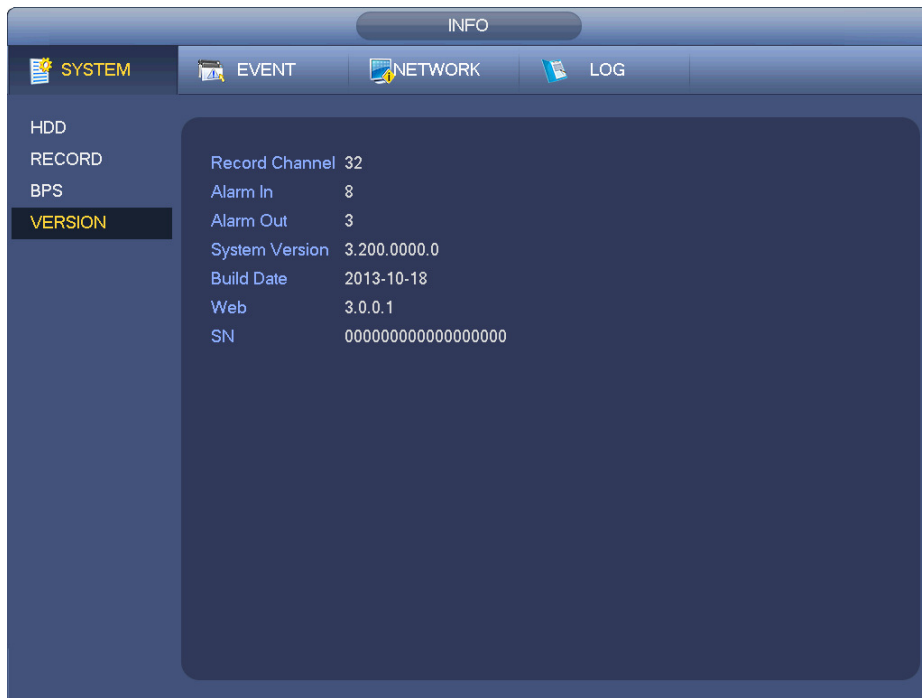 INFO
SYSTEM EVENT NETWORK LOG
HDD
RECORD
BPS
VERSION
Record Channel 32
Alarm In 8
Alarm Out 3
System Version 3.200.0000.0
Build Date 2013-10-18
Web 3.0.0.1
SN 000000000000000000